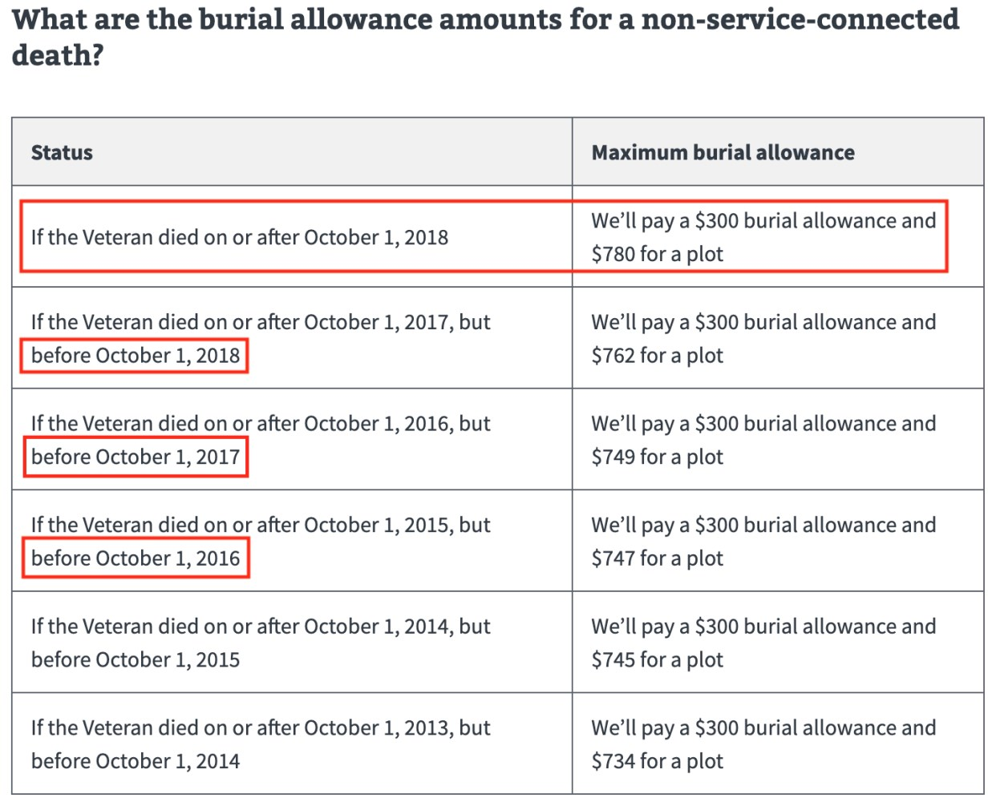 What are the burial allowance amounts for a non-service-connected
death?
Status
Maximum burial allowance
If the Veteran died on or after October 1, 2018
We’ll pay a $300 burial allowance and
$780 for a plot
If the Veteran died on or after October 1, 2017, but
before October 1, 2018
We’ll pay a $300 burial allowance and
$762 for a plot
If the Veteran died on or after October 1, 2016, but
before October 1, 2017
We’ll pay a $300 burial allowance and
$749 for a plot
If the Veteran died on or after October 1, 2015, but
before October 1, 2016
We’ll pay a $300 burial allowance and
$747 for a plot
If the Veteran died on or after October 1, 2014, but
before October 1, 2015
We’ll pay a $300 burial allowance and
$745 for a plot
If the Veteran died on or after October 1, 2013, but
before October 1, 2014
We’ll pay a $300 burial allowance and
$734 for a plot